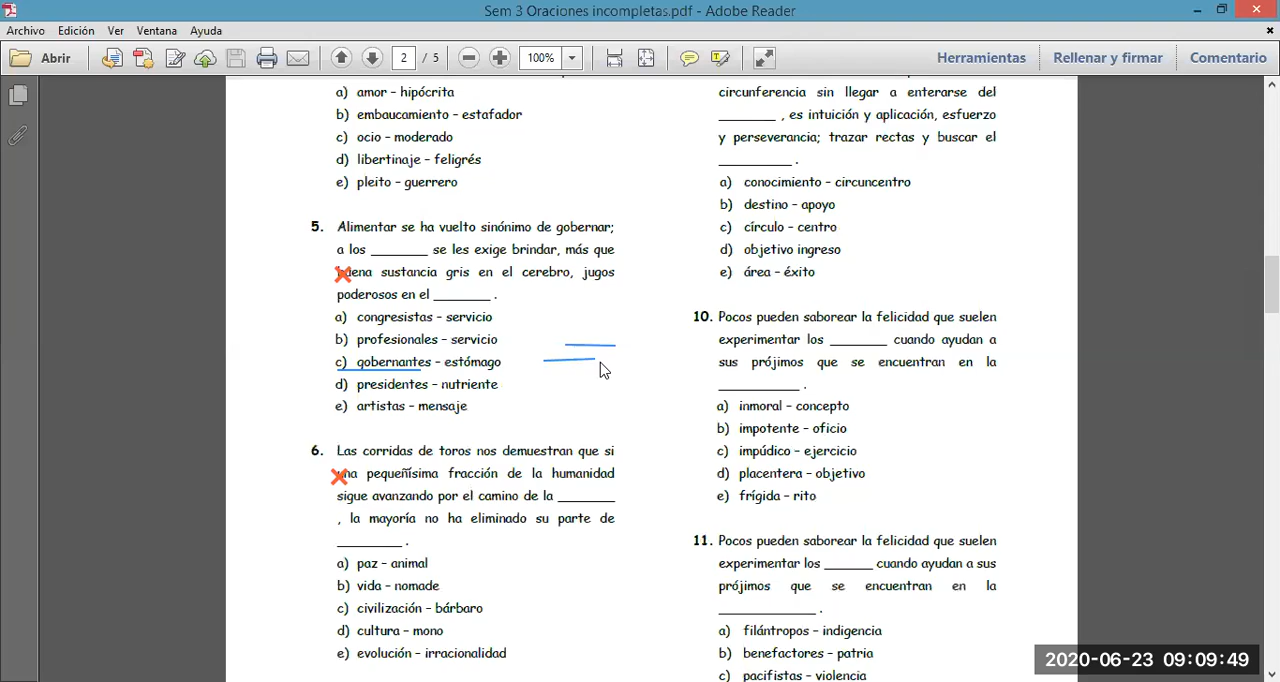 Sem 3 Oraciones incompletas.pdf - Adobe Reader
Archivo Edición Ver Ventana Ayuda
Abrir 2 / 5 100% Herramientas Rellenar y firmar Comentario
a) amor – hipócrita
b) embaucamiento – estafador
c) ocio – moderado
d) libertinaje – feligrés
e) pleito – guerrero
5. Alimentar se ha vuelto sinónimo de gobernar;
a los ________ se les exige brindar, más que
buena sustancia gris en el cerebro, jugos
poderosos en el ________ .
a) congresistas – servicio
b) profesionales – servicio
c) gobernantes – estómago
d) presidentes – nutriente
e) artistas – mensaje
6. Las corridas de toros nos demuestran que si
una pequeñísima fracción de la humanidad
sigue avanzando por el camino de la ________
, la mayoría no ha eliminado su parte de
_________ .
a) paz – animal
b) vida – nomade
c) civilización – bárbaro
d) cultura – mono
e) evolución – irracionalidad
circunferencia sin llegar a enterarse del
________ , es intuición y aplicación, esfuerzo
y perseverancia; trazar rectas y buscar el
__________ .
a) conocimiento – circuncentro
b) destino – apoyo
c) círculo – centro
d) objetivo ingreso
e) área – éxito
10. Pocos pueden saborear la felicidad que suelen
experimentar los ________ cuando ayudan a
sus prójimos que se encuentran en la
___________ .
a) inmoral – concepto
b) impotente – oficio
c) impúdico – ejercicio
d) placentera – objetivo
e) frígida – rito
11. Pocos pueden saborear la felicidad que suelen
experimentar los _______ cuando ayudan a sus
prójimos que se encuentran en la
______________ .
a) filántropos – indigencia
b) benefactores – patria
c) pacifistas – violencia
2020-06-23 09:09:49